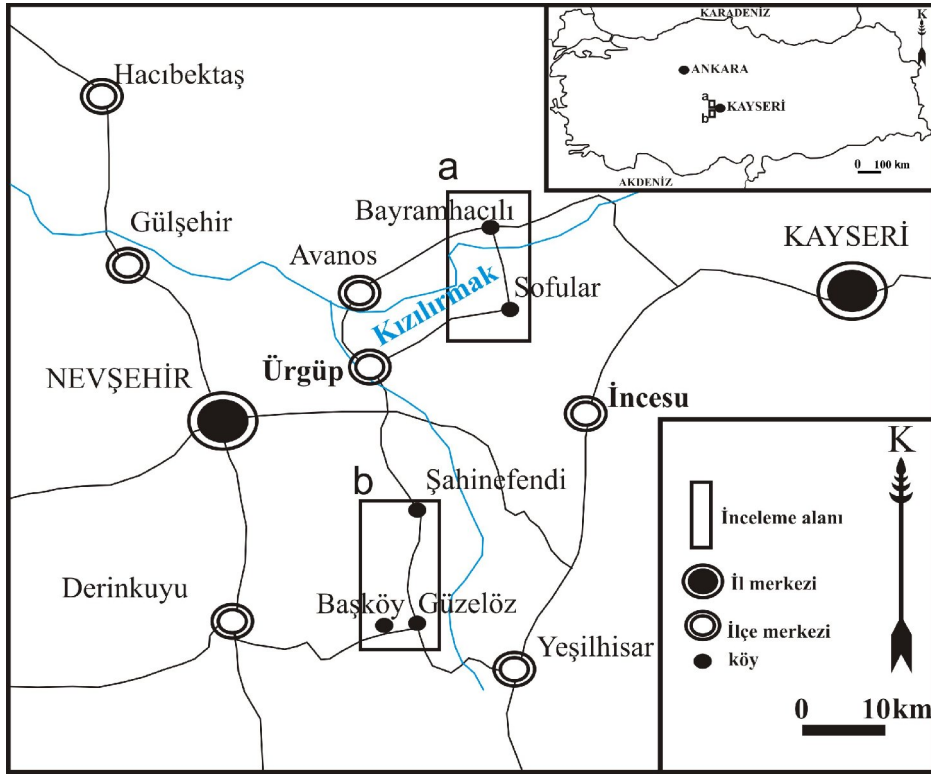 KARADENİZ
K
ANKARA
a
KAYSERİ
b
AKDENİZ
0 100 km
Hacıbektaş
a
Bayramhacılı
Gülşehir
Avanos
KAYSERİ
Sofular
Kızılırmak
Ürgüp
NEVŞEHİR
İncesu
b
Şahinefendi
Derinkuyu
Başköy
Güzelöz
Yeşilhisar
K
İnceleme alanı
İl merkezi
İlçe merkezi
köy
0 10km